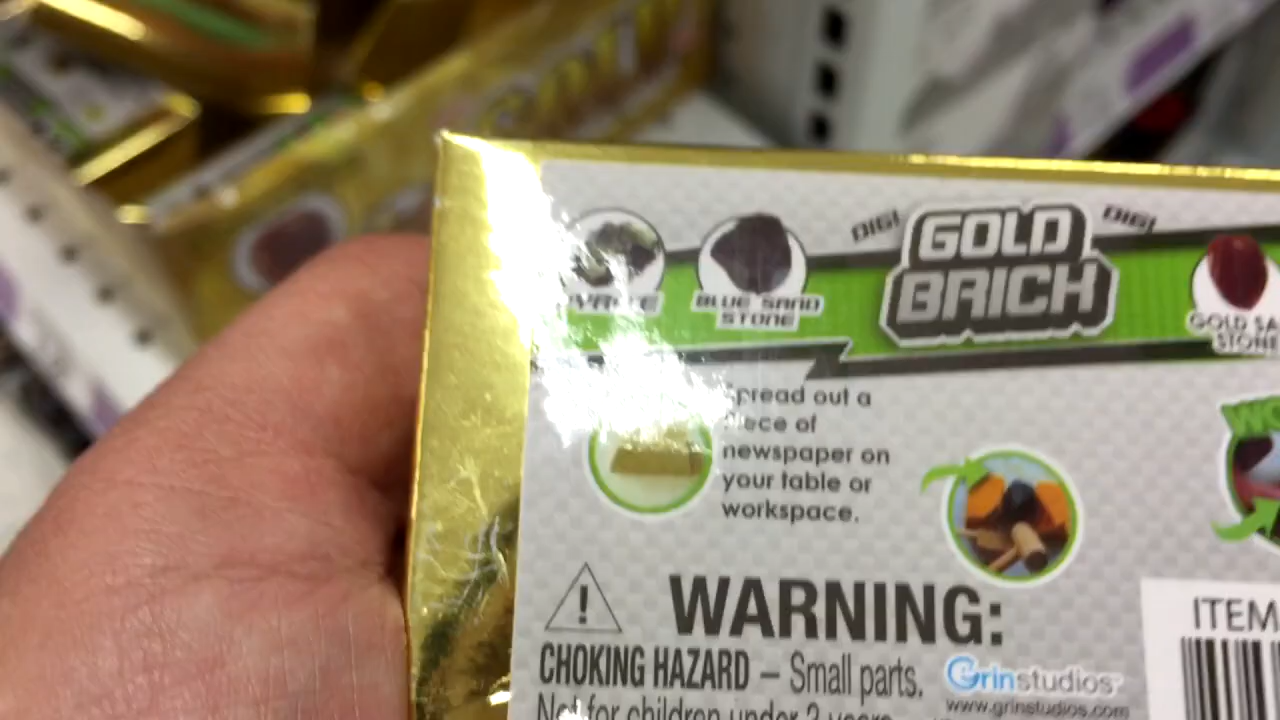 DIG!
GOLD
BRICK
DIG!
BLUE SAND
STONE
GOLD
STONE
Spread out a
piece of
newspaper on
your table or
workspace.
WARNING:
CHOKING HAZARD – Small parts.
Not for children under 3 years.
Grinstudios
www.grinstudios.com
ITEM